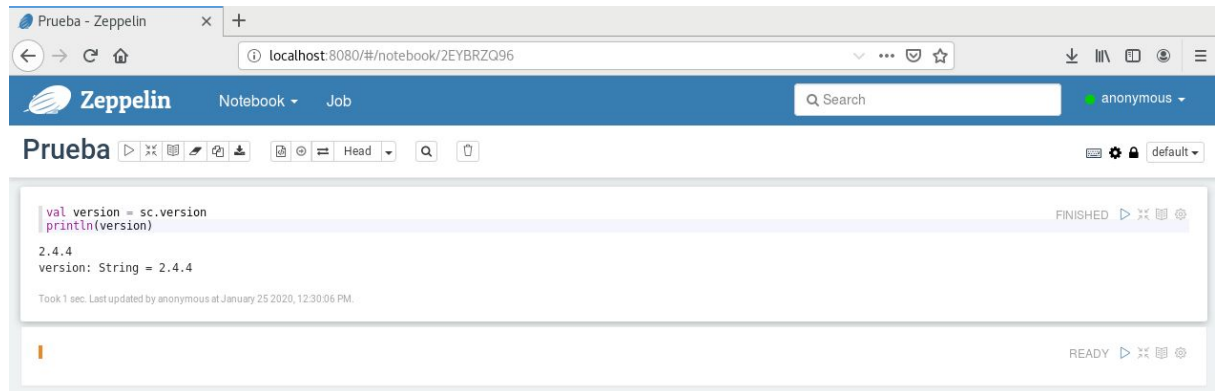 Prueba - Zeppelin
localhost:8080/#/notebook/2EYBRZQ96
Zeppelin Notebook Job Search anonymous
Prueba Head default
val version = sc.version
println(version)
FINISHED
2.4.4
version: String = 2.4.4
Took 1 sec. Last updated by anonymous at January 25 2020, 12:30:06 PM.
READY